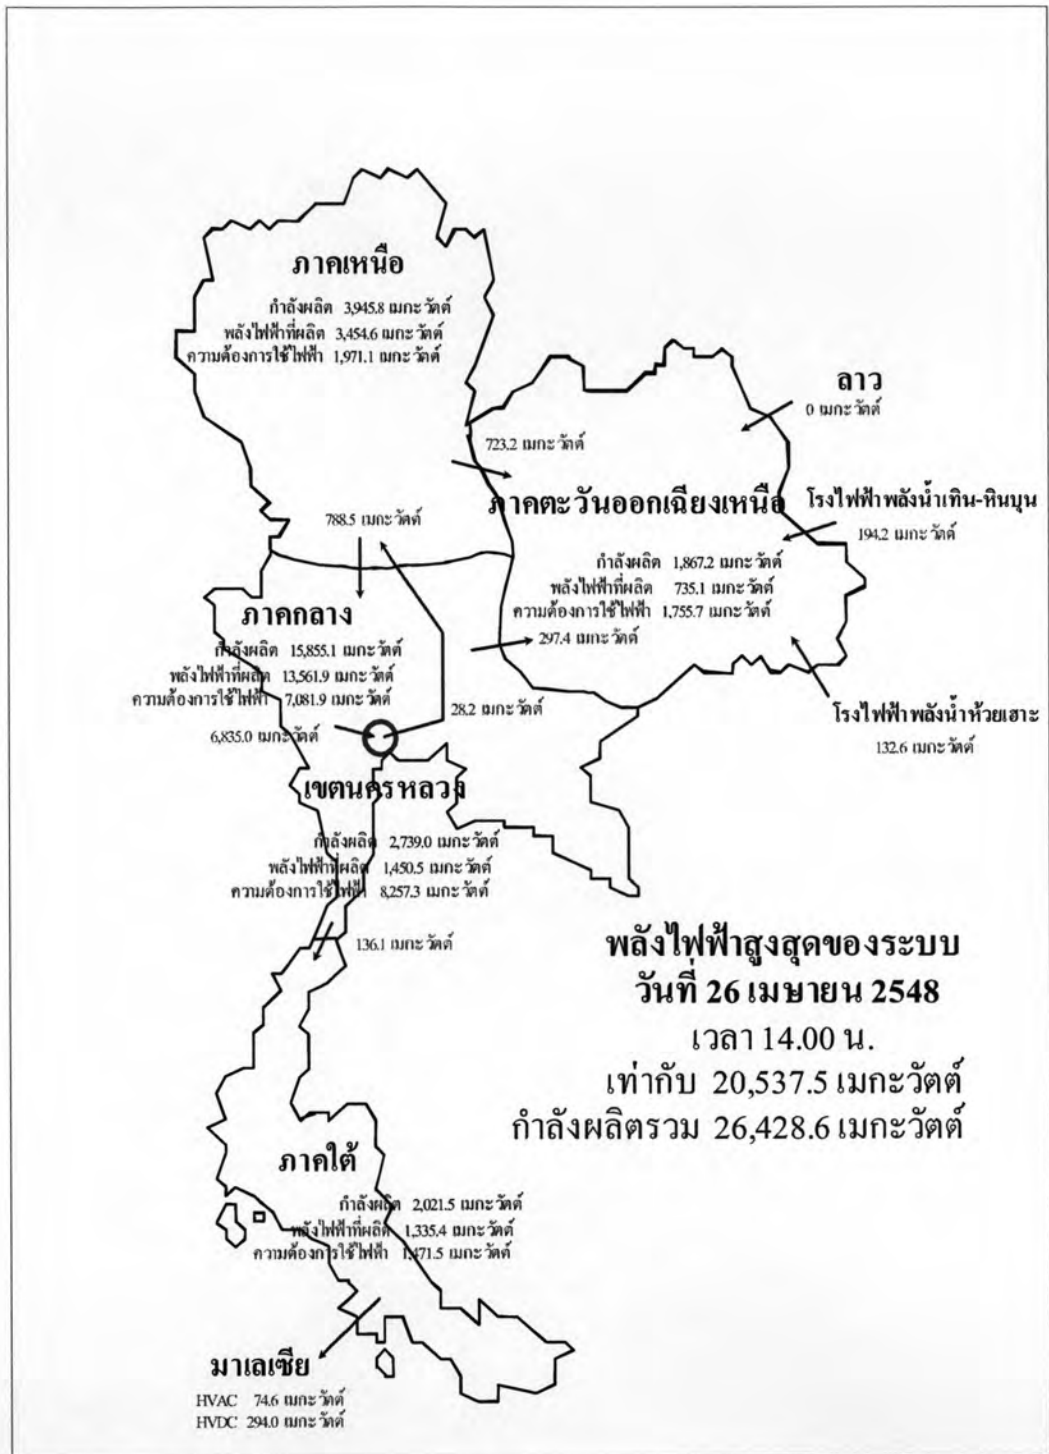 ภาคเหนือ
กำลังผลิต 3,945.8 เมกะวัตต์
พลังไฟฟ้าที่ผลิต 3,454.6 เมกะวัตต์
ความต้องการใช้ไฟฟ้า 1,971.1 เมกะวัตต์
ลาว
0 เมกะวัตต์
723.2 เมกะวัตต์
ภาคตะวันออกเฉียงเหนือ
โรงไฟฟ้าพลังน้ำเทิน-หินบุน
194.2 เมกะวัตต์
788.5 เมกะวัตต์
กำลังผลิต 1,867.2 เมกะวัตต์
พลังไฟฟ้าที่ผลิต 735.1 เมกะวัตต์
ความต้องการใช้ไฟฟ้า 1,755.7 เมกะวัตต์
297.4 เมกะวัตต์
ภาคกลาง
กำลังผลิต 15,855.1 เมกะวัตต์
พลังไฟฟ้าที่ผลิต 13,561.9 เมกะวัตต์
ความต้องการใช้ไฟฟ้า 7,081.9 เมกะวัตต์
28.2 เมกะวัตต์
6,835.0 เมกะวัตต์
โรงไฟฟ้าพลังน้ำห้วยเฮาะ
132.6 เมกะวัตต์
เขตนครหลวง
กำลังผลิต 2,739.0 เมกะวัตต์
พลังไฟฟ้าที่ผลิต 1,450.5 เมกะวัตต์
ความต้องการใช้ไฟฟ้า 8,257.3 เมกะวัตต์
136.1 เมกะวัตต์
พลังไฟฟ้าสูงสุดของระบบ
วันที่ 26 เมษายน 2548
เวลา 14.00 น.
เท่ากับ 20,537.5 เมกะวัตต์
กำลังผลิตรวม 26,428.6 เมกะวัตต์
ภาคใต้
กำลังผลิต 2,021.5 เมกะวัตต์
พลังไฟฟ้าที่ผลิต 1,335.4 เมกะวัตต์
ความต้องการใช้ไฟฟ้า 1,471.5 เมกะวัตต์
มาเลเซีย
HVAC 74.6 เมกะวัตต์
HVDC 294.0 เมกะวัตต์